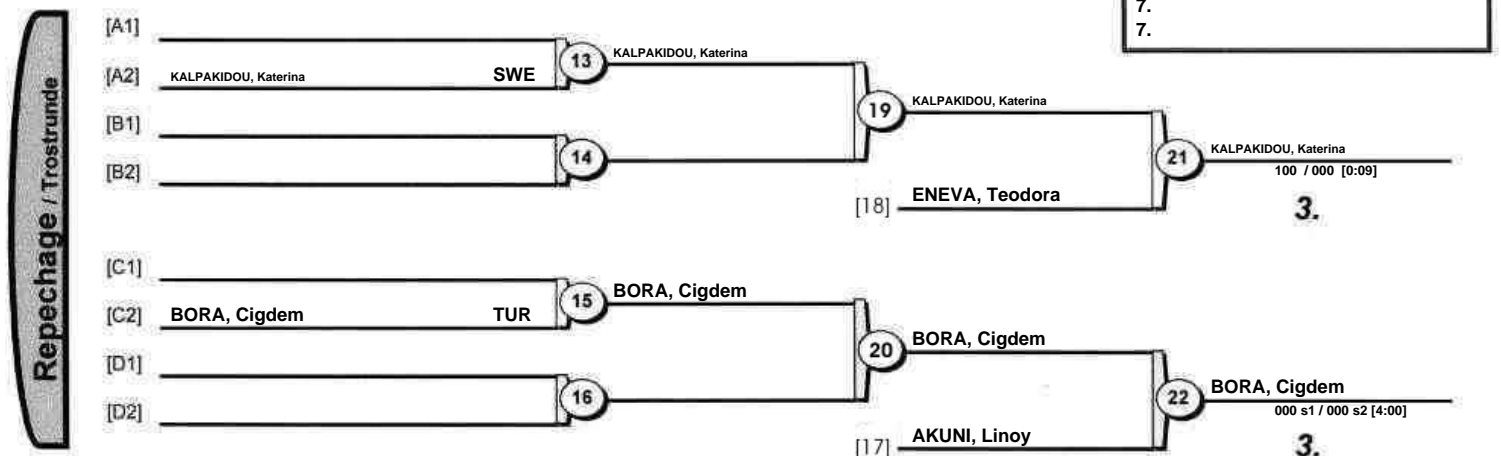 7.
7.
Repechage / Trostrunde
[A1]
[A2] KALPAKIDOU, Katerina SWE
13 KALPAKIDOU, Katerina
[B1]
[B2]
14
19 KALPAKIDOU, Katerina
[18] ENEVA, Teodora
21 KALPAKIDOU, Katerina
100 / 000 [0:09]
3.
[C1]
[C2] BORA, Cigdem TUR
15 BORA, Cigdem
[D1]
[D2]
16
20 BORA, Cigdem
[17] AKUNI, Linoy
22 BORA, Cigdem
000 s1 / 000 s2 [4:00]
3.